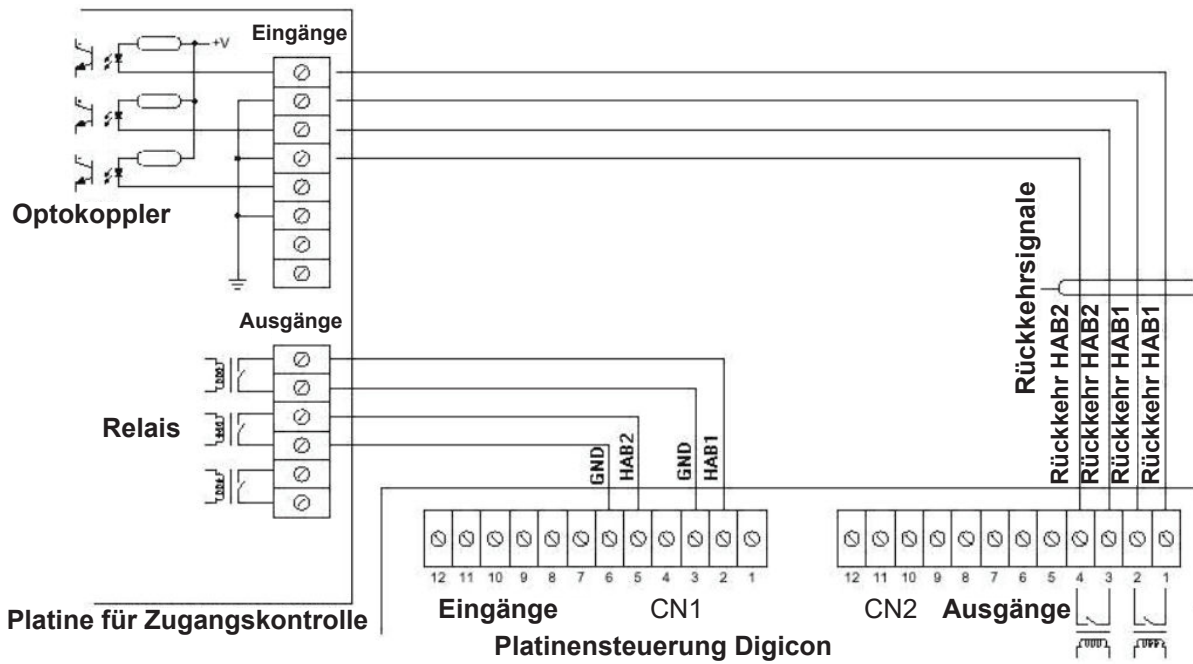 Eingänge
+V
Optokoppler
Ausgänge
Relais
Rückkehrsignale
Rückkehr HAB2
Rückkehr HAB2
Rückkehr HAB1
Rückkehr HAB1
GND
HAB2
GND
HAB1
12 11 10 9 8 7 6 5 4 3 2 1
12 11 10 9 8 7 6 5 4 3 2 1
Eingänge CN1
CN2 Ausgänge
Platine für Zugangskontrolle
Platinensteuerung Digicon